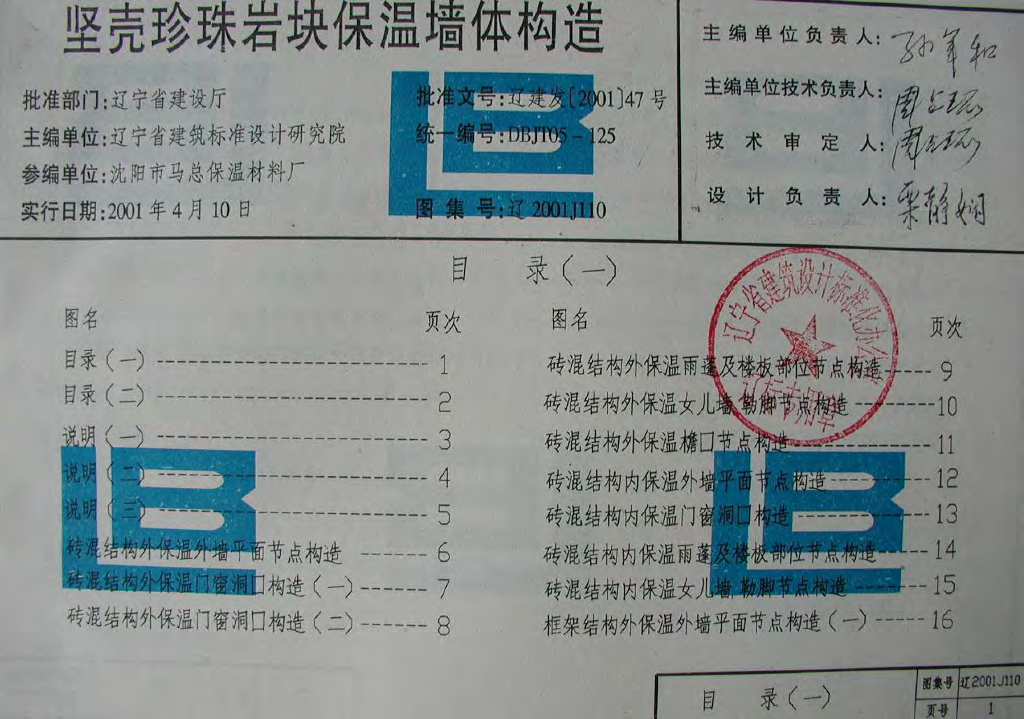 坚壳珍珠岩块保温墙体构造
批准部门:辽宁省建设厅
主编单位:辽宁省建筑标准设计研究院
参编单位:沈阳市马总保温材料厂
实行日期:2001年4月10日
批准文号:辽建发[2001]47号
统一编号:DBJT05-125
图集号:辽2001J110
主编单位负责人:
主编单位技术负责人:
技术审定人:
设计负责人:
目 录(一)
图名 页次
目录(一) 1
目录(二) 2
说明(一) 3
说明(二) 4
说明(三) 5
砖混结构外保温外墙平面节点构造 6
砖混结构外保温门窗洞口构造(一) 7
砖混结构外保温门窗洞口构造(二) 8
图名 页次
砖混结构外保温雨蓬及楼板部位节点构造 9
砖混结构外保温女儿墙,勒脚节点构造 10
砖混结构外保温檐口节点构造 11
砖混结构内保温外墙平面节点构造 12
砖混结构内保温门窗洞口构造 13
砖混结构内保温雨蓬及楼板部位节点构造 14
砖混结构内保温女儿墙,勒脚节点构造 15
框架结构外保温外墙平面节点构造(一) 16
辽宁省建筑设计标准化办公
辽标专用章
目 录(一)
图集号 辽2001J110
页号 1